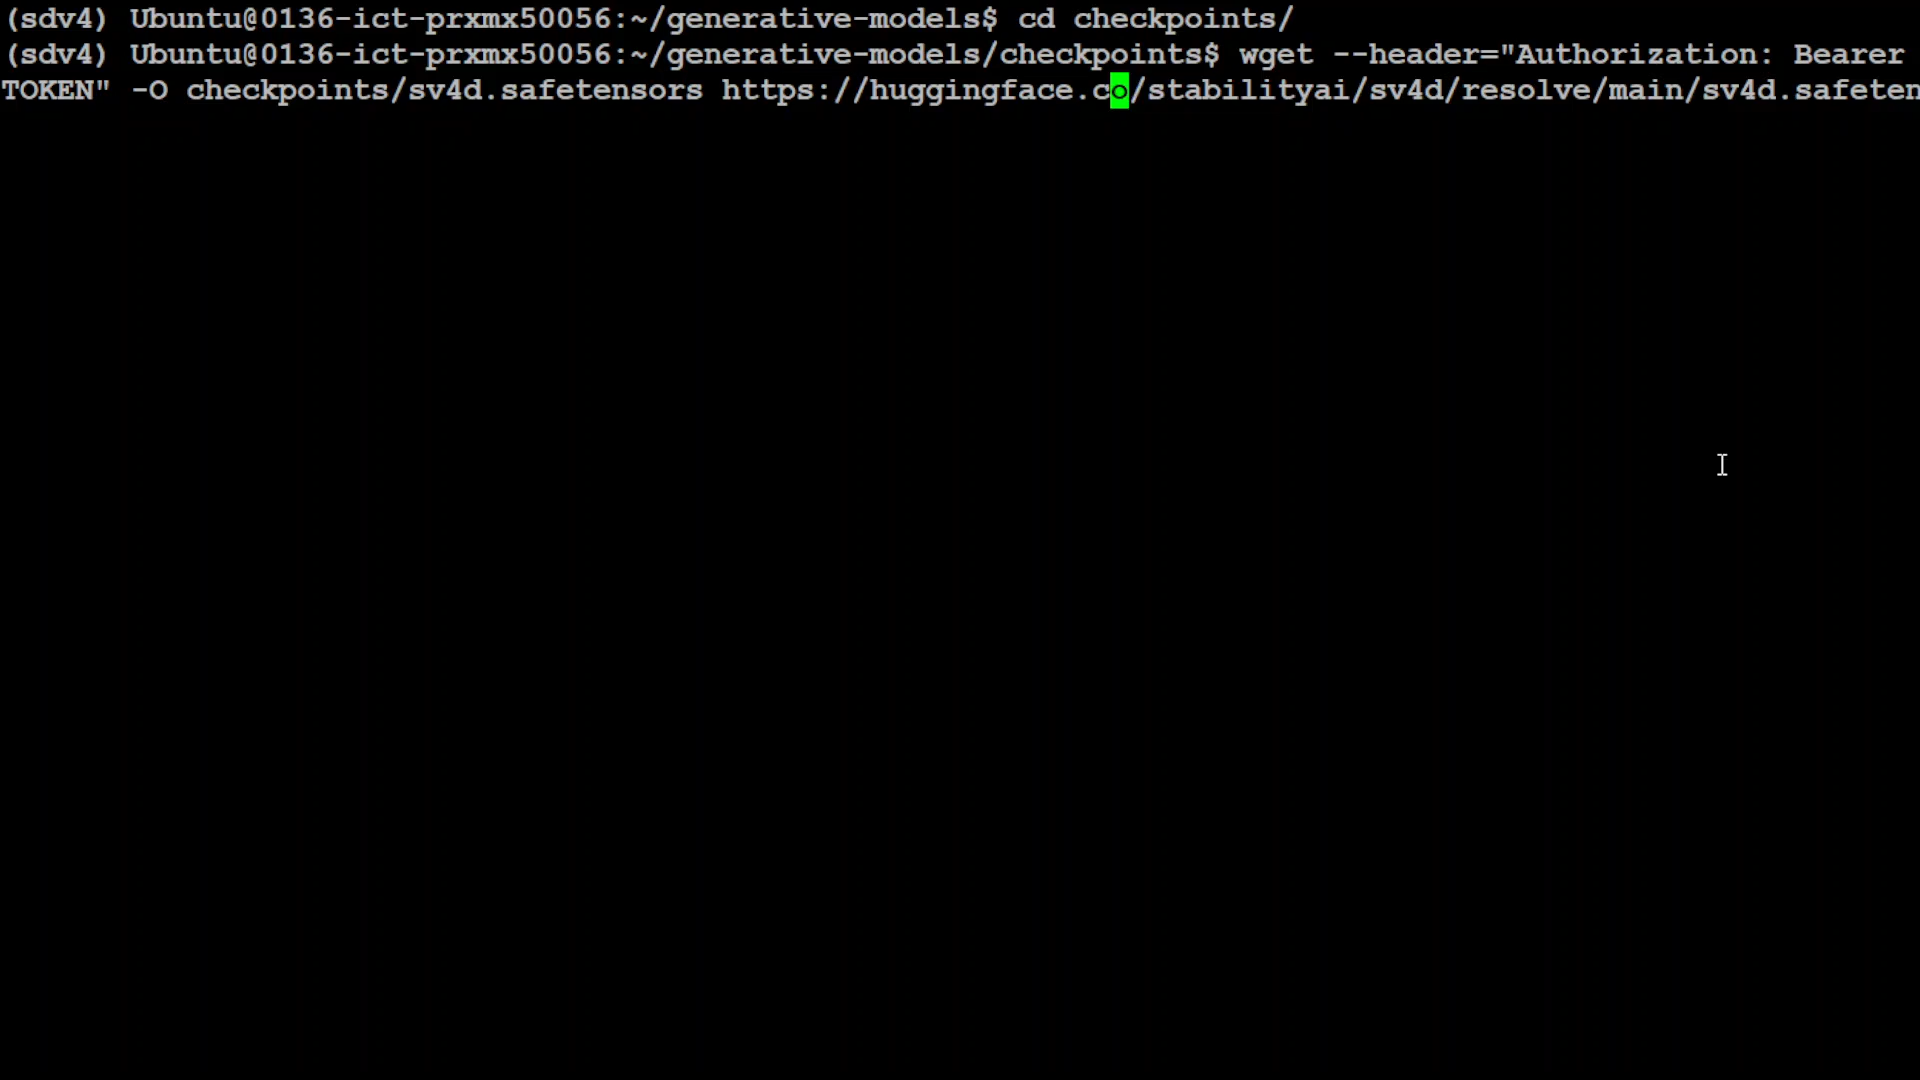 (sdv4) Ubuntu@0136-ict-prxmx50056:~/generative-models$ cd checkpoints/
(sdv4) Ubuntu@0136-ict-prxmx50056:~/generative-models/checkpoints$ wget --header="Authorization: Bearer
TOKEN" -O checkpoints/sv4d.safetensors https://huggingface.co/stabilityai/sv4d/resolve/main/sv4d.safeten